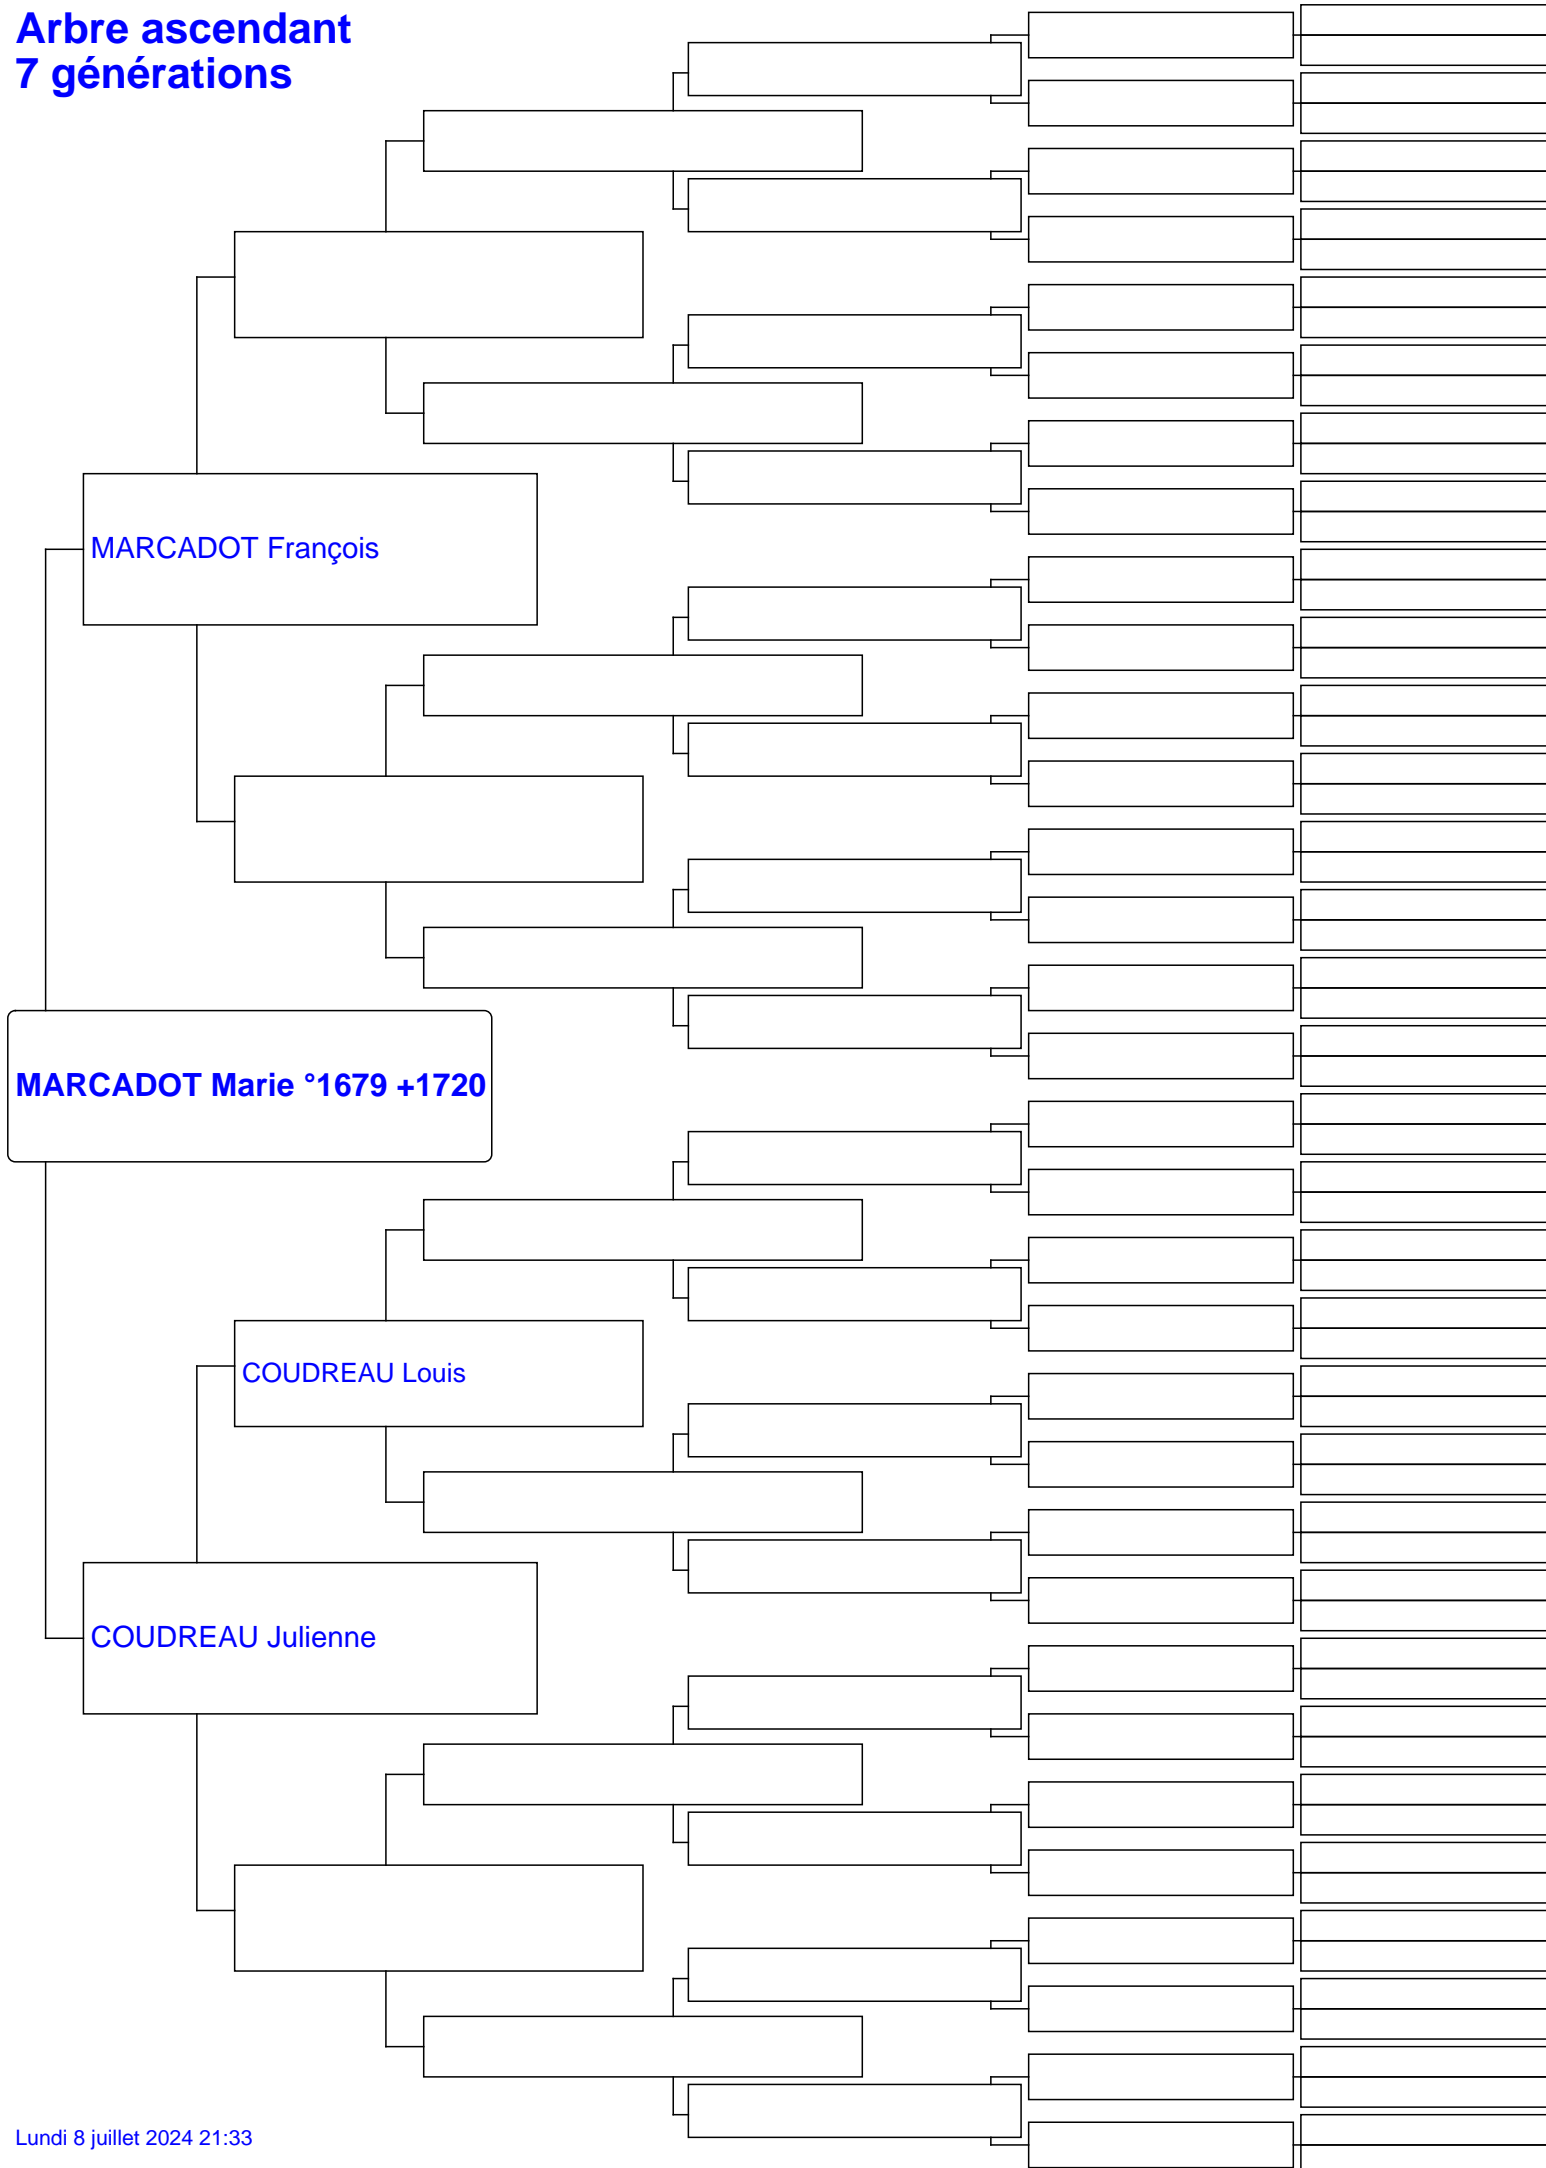 Arbre ascendant
7 générations
MARCADOT François
MARCADOT Marie °1679 +1720
COUDREAU Louis
COUDREAU Julienne
Lundi 8 juillet 2024 21:33